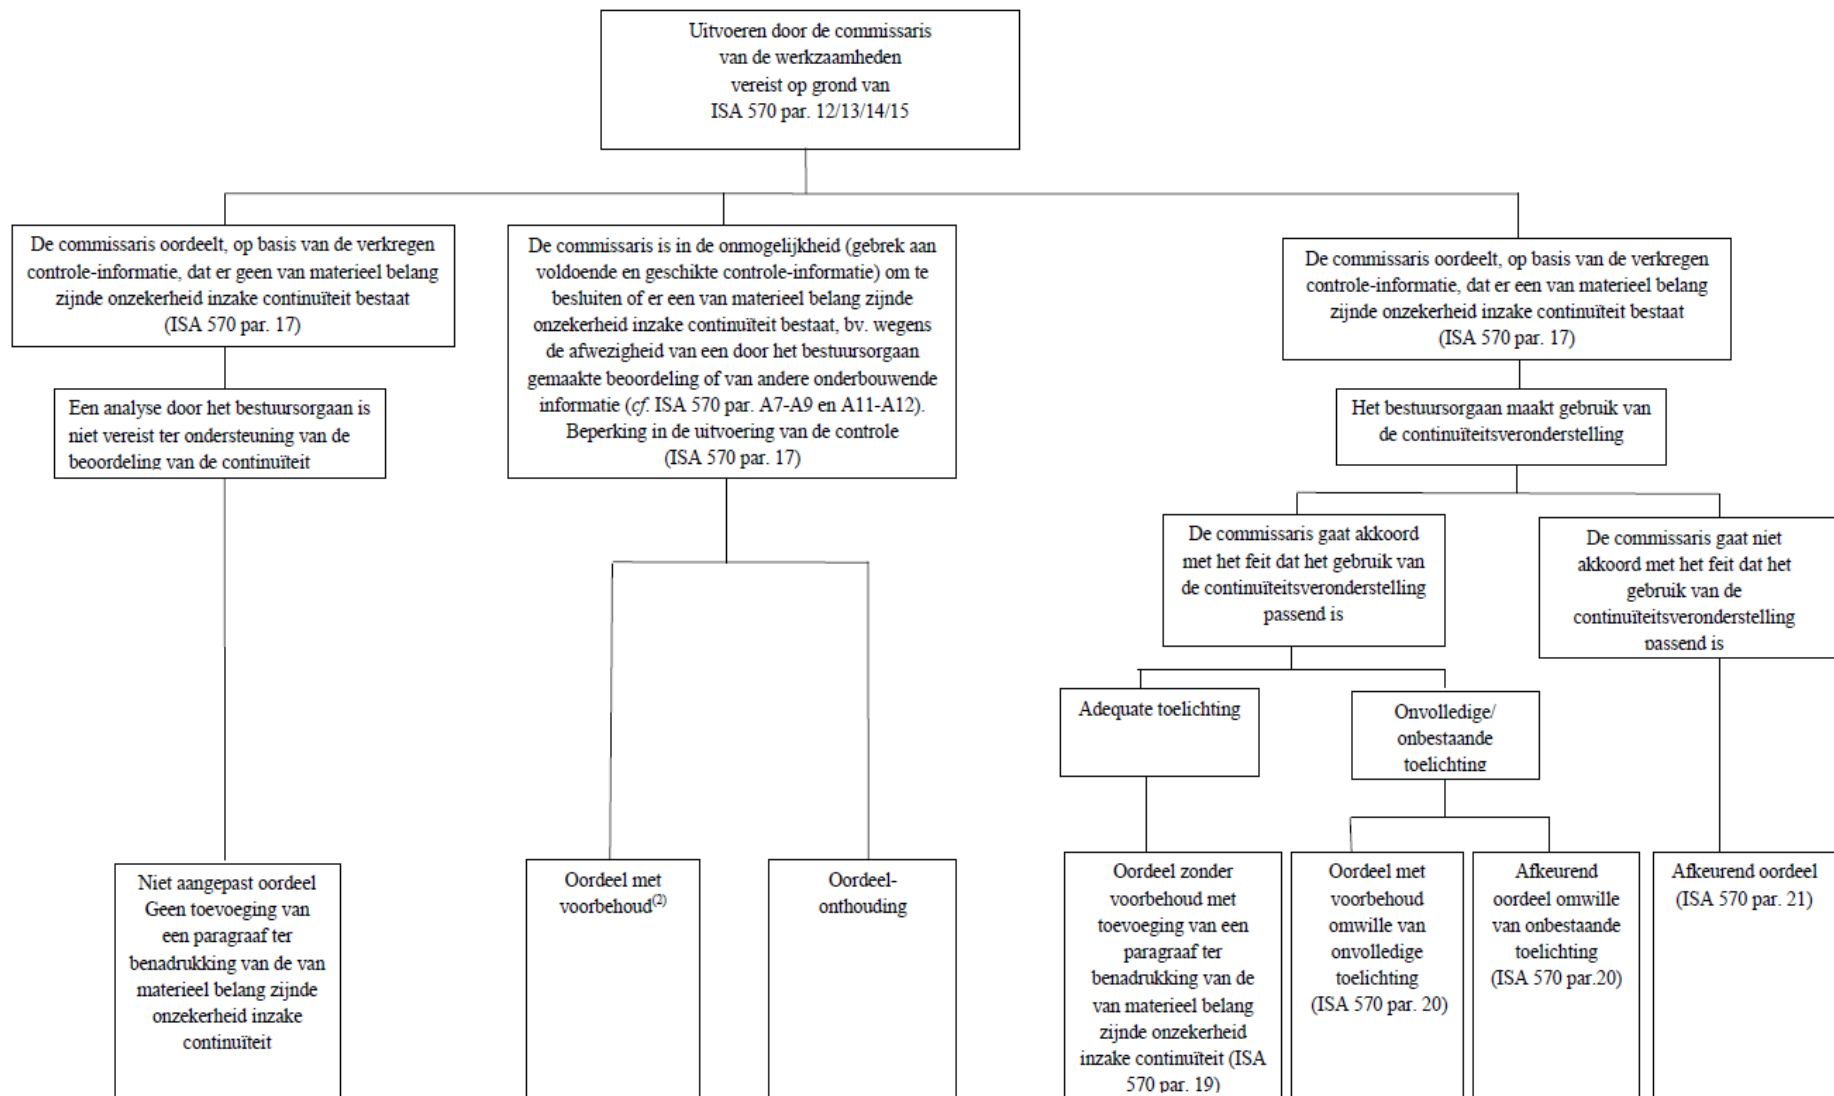 Uitvoeren door de commissaris
van de werkzaamheden
vereist op grond van
ISA 570 par. 12/13/14/15
De commissaris oordeelt, op basis van de verkregen
controle-informatie, dat er geen van materieel belang
zijnde onzekerheid inzake continuïteit bestaat
(ISA 570 par. 17)
De commissaris is in de onmogelijkheid (gebrek aan
voldoende en geschikte controle-informatie) om te
besluiten of er een van materieel belang zijnde
onzekerheid inzake continuïteit bestaat, bv. wegens
de afwezigheid van een door het bestuursorgaan
gemaakte beoordeling of van andere onderbouwende
informatie (cf. ISA 570 par. A7-A9 en A11-A12).
Beperking in de uitvoering van de controle
(ISA 570 par. 17)
De commissaris oordeelt, op basis van de verkregen
controle-informatie, dat er een van materieel belang
zijnde onzekerheid inzake continuïteit bestaat
(ISA 570 par. 17)
Een analyse door het bestuursorgaan is
niet vereist ter ondersteuning van de
beoordeling van de continuïteit
Het bestuursorgaan maakt gebruik van
de continuïteitsveronderstelling
De commissaris gaat akkoord
met het feit dat het gebruik van
de continuïteitsveronderstelling
passend is
De commissaris gaat niet
akkoord met het feit dat het
gebruik van de
continuïteitsveronderstelling
passend is
Adequate toelichting
Onvolledige/
onbestaande
toelichting
Niet aangepast oordeel
Geen toevoeging van
een paragraaf ter
benadrukking van de van
materieel belang zijnde
onzekerheid inzake
continuïteit
Oordeel met
voorbehoud(2)
Oordeel-
onthouding
Oordeel zonder
voorbehoud met
toevoeging van een
paragraaf ter
benadrukking van de
van materieel belang
zijnde onzekerheid
inzake continuïteit (ISA
570 par. 19)
Oordeel met
voorbehoud
omwille van
onvolledige
toelichting
(ISA 570 par. 20)
Afkeurend
oordeel omwille
van onbestaande
toelichting
(ISA 570 par.20)
Afkeurend oordeel
(ISA 570 par. 21)